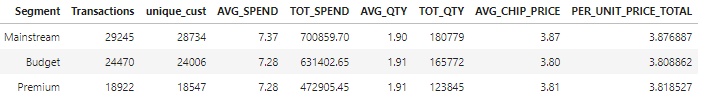 Segment Transactions unique_cust AVG_SPEND TOT_SPEND AVG_QTY TOT_QTY AVG_CHIP_PRICE PER_UNIT_PRICE_TOTAL
Mainstream 29245 28734 7.37 700859.70 1.90 180779 3.87 3.876887
Budget 24470 24006 7.28 631402.65 1.91 165772 3.80 3.808862
Premium 18922 18547 7.28 472905.45 1.91 123845 3.81 3.818527